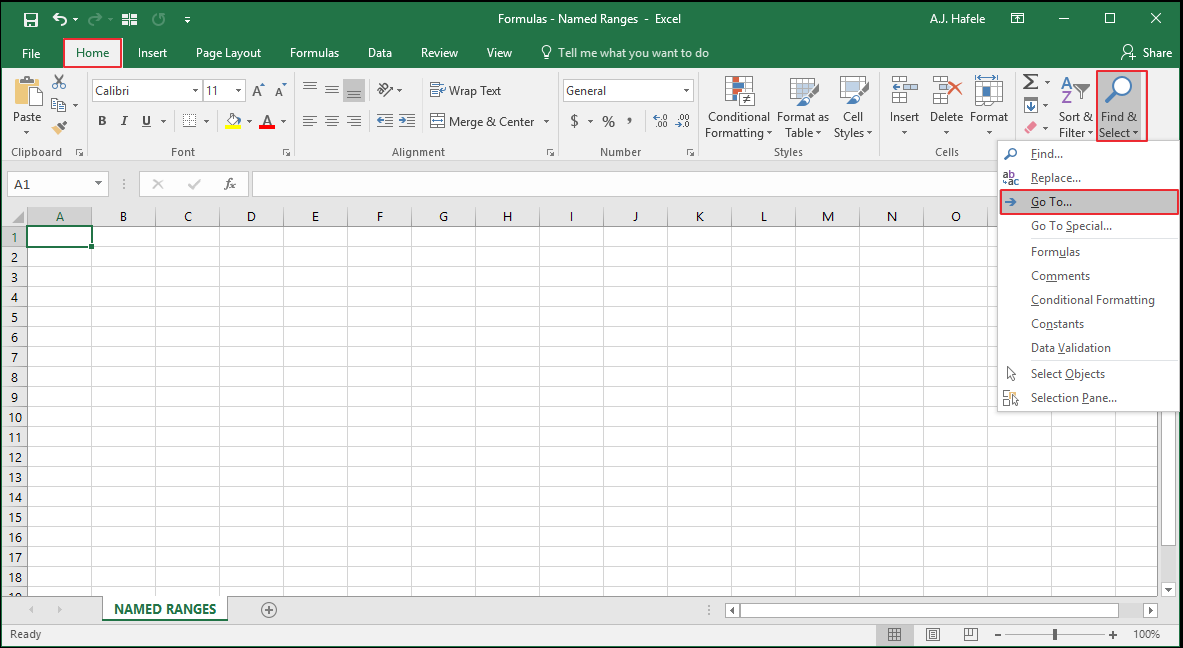 Formulas - Named Ranges - Excel
A.J. Hafele
File Home Insert Page Layout Formulas Data Review View Tell me what you want to do Share
Paste
Calibri 11
B I U A
Wrap Text
Merge & Center
General
$ % ,
Conditional Formatting
Format as Table
Cell Styles
Insert Delete Format
Sort & Filter
Find & Select
Clipboard Font Alignment Number Styles Cells
Find...
Replace...
Go To...
Go To Special...
Formulas
Comments
Conditional Formatting
Constants
Data Validation
Select Objects
Selection Pane...
A1 fx
A B C D E F G H I J K L M N O
1
2
3
4
5
6
7
8
9
10
11
12
13
14
15
16
17
18
NAMED RANGES
Ready 100%